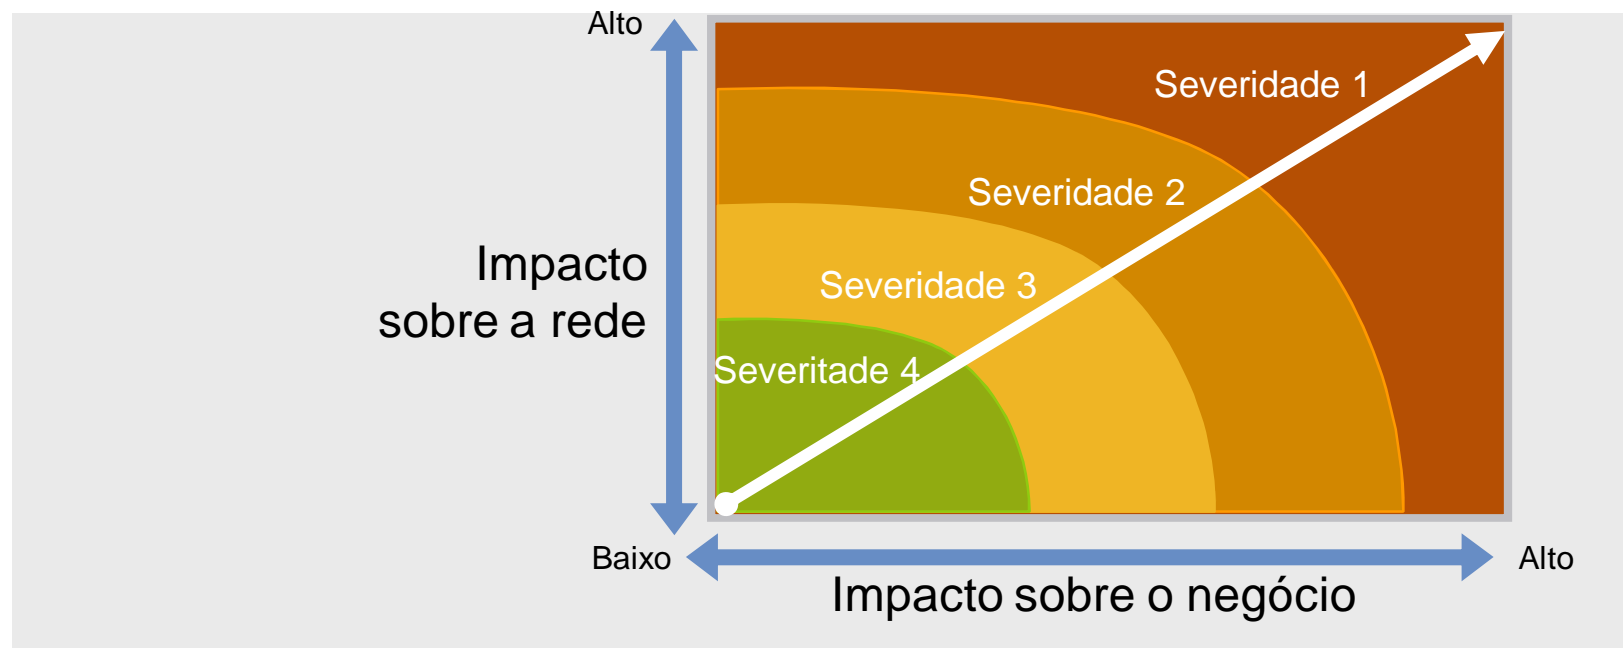 Alto
Severidade 1
Severidade 2
Impacto
sobre a rede
Severidade 3
Severitade 4
Baixo
Alto
Impacto sobre o negócio